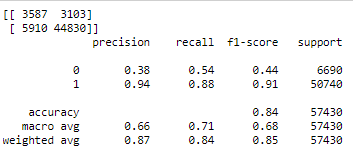 [[ 3587 3103]
[ 5910 44830]]
precision recall f1-score support
0 0.38 0.54 0.44 6690
1 0.94 0.88 0.91 50740
accuracy 0.84 57430
macro avg 0.66 0.71 0.68 57430
weighted avg 0.87 0.84 0.85 57430